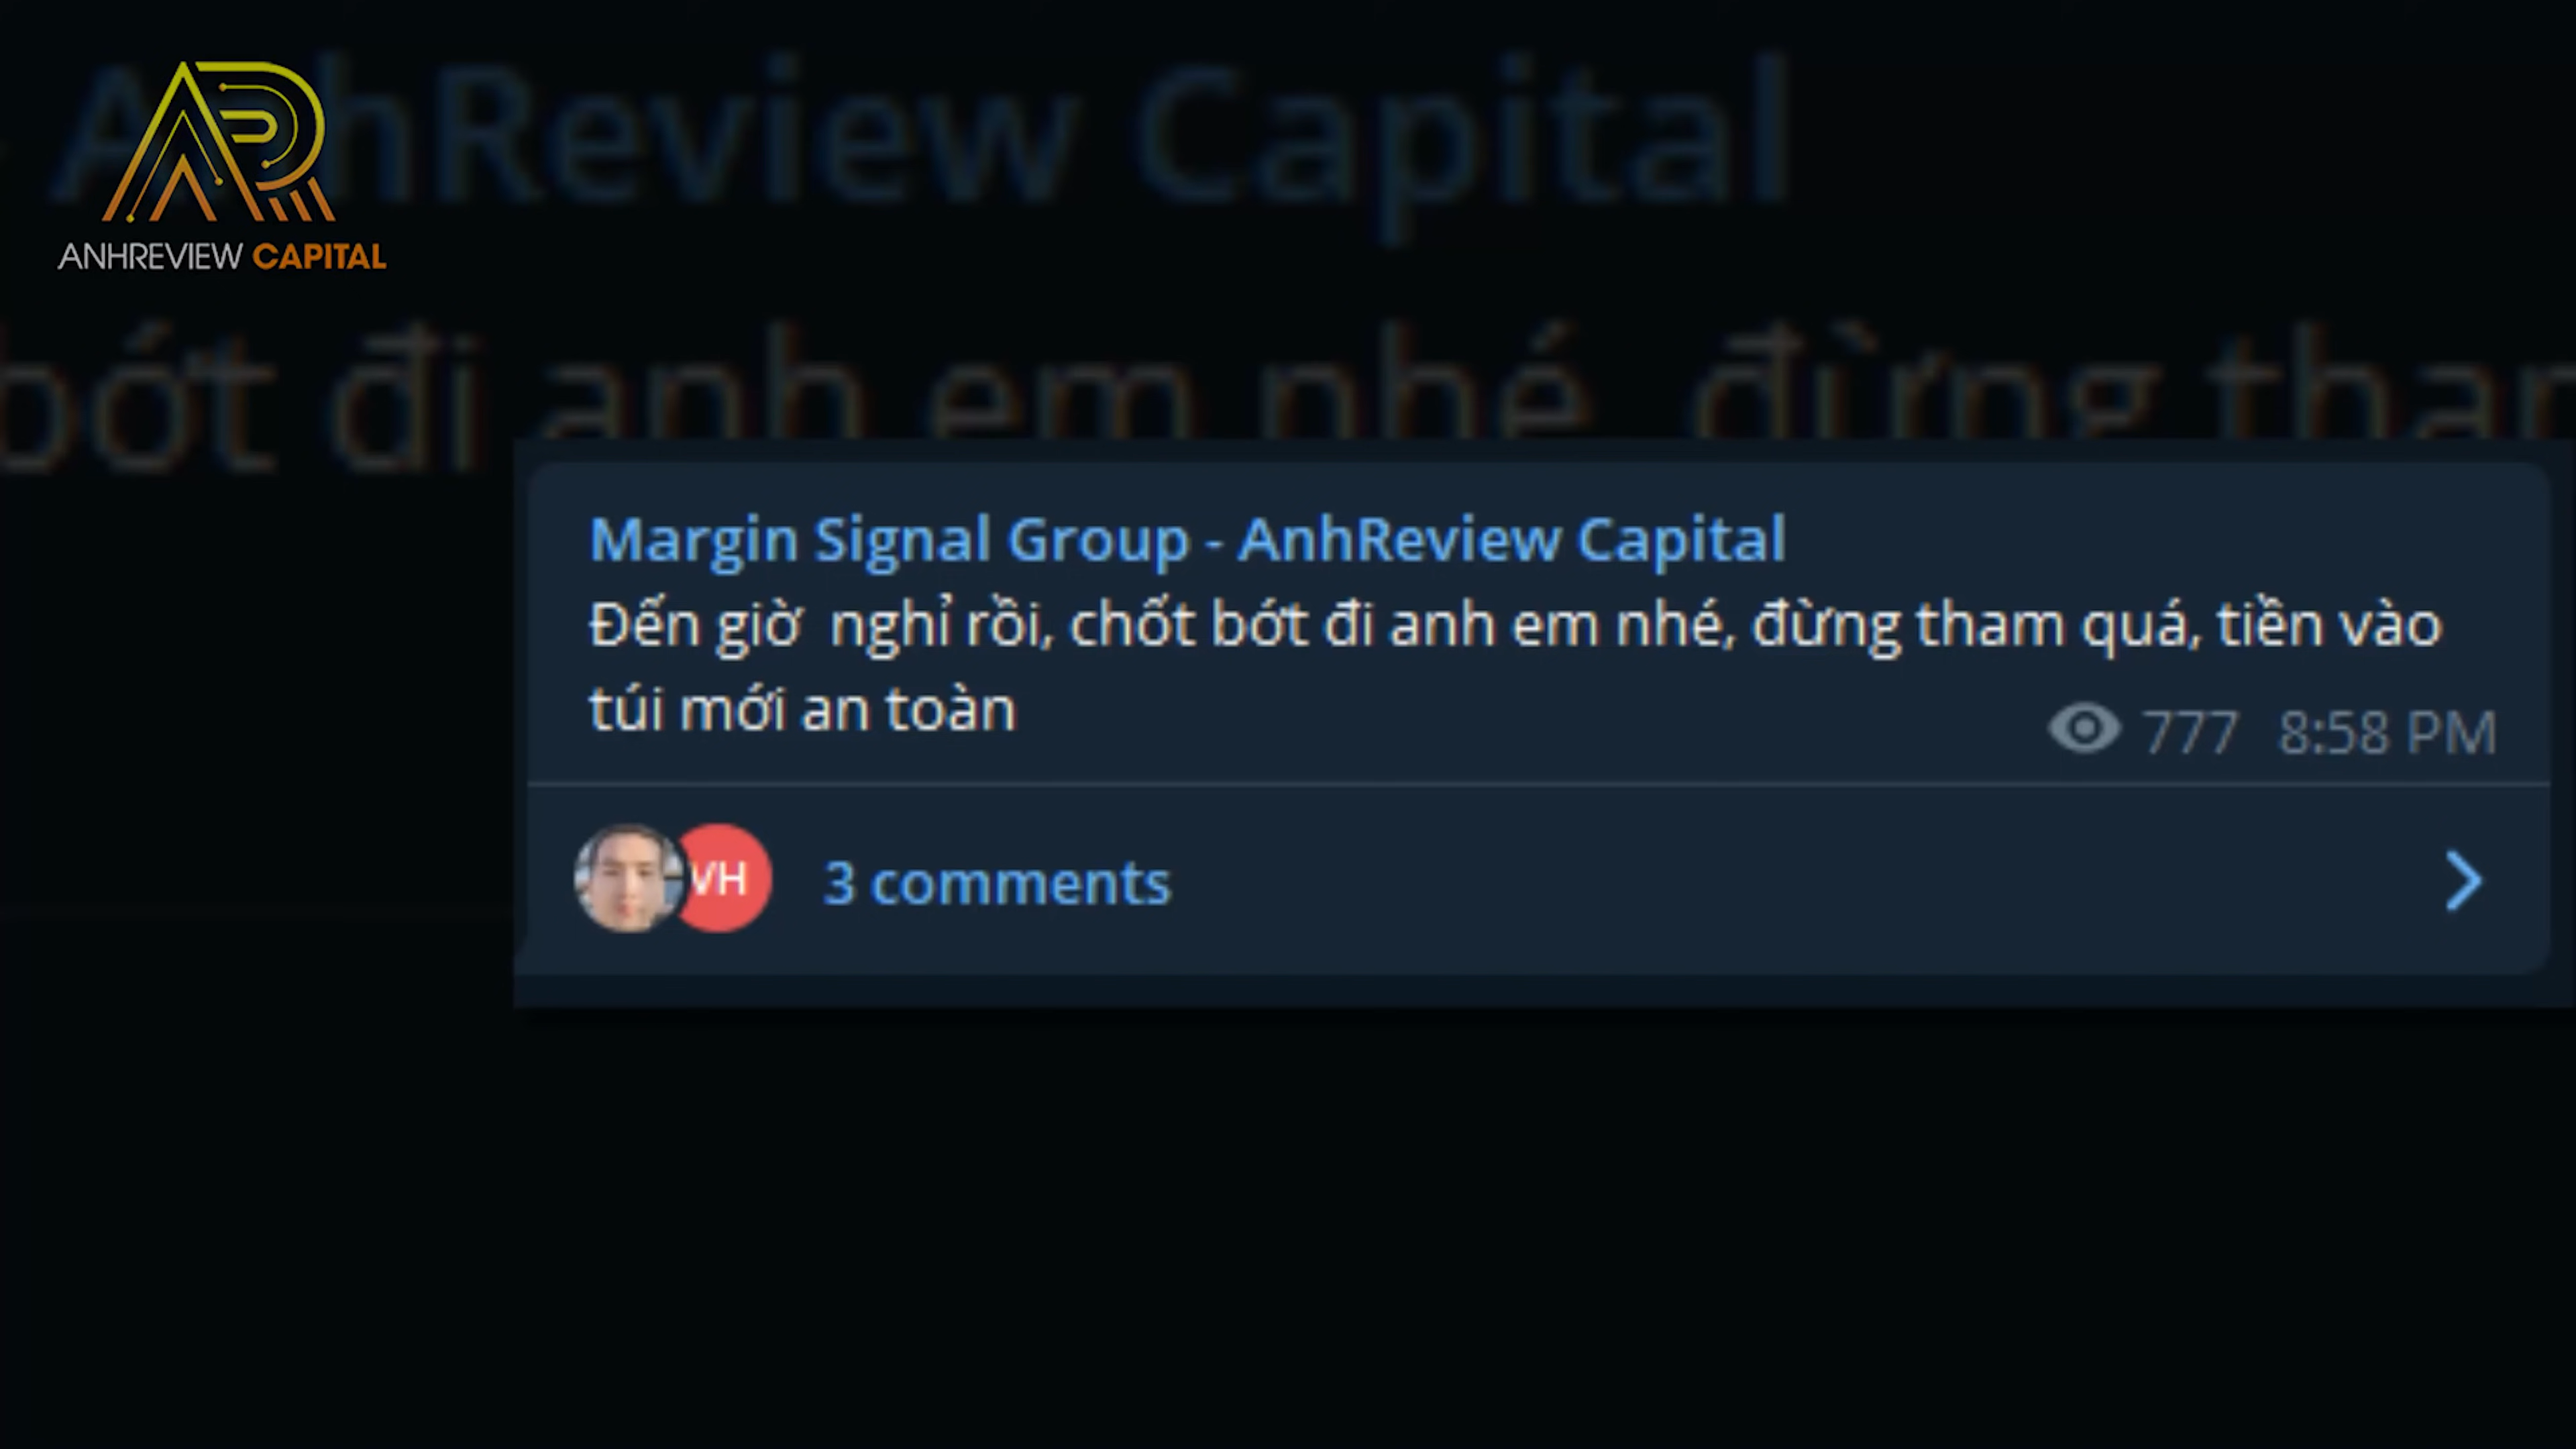 AnhReview Capital
ANHREVIEW CAPITAL
bớt đi anh em nhé, đừng tham
Margin Signal Group - AnhReview Capital
Đến giờ nghỉ rồi, chốt bớt đi anh em nhé, đừng tham quá, tiền vào
túi mới an toàn
777 8:58 PM
VH
3 comments